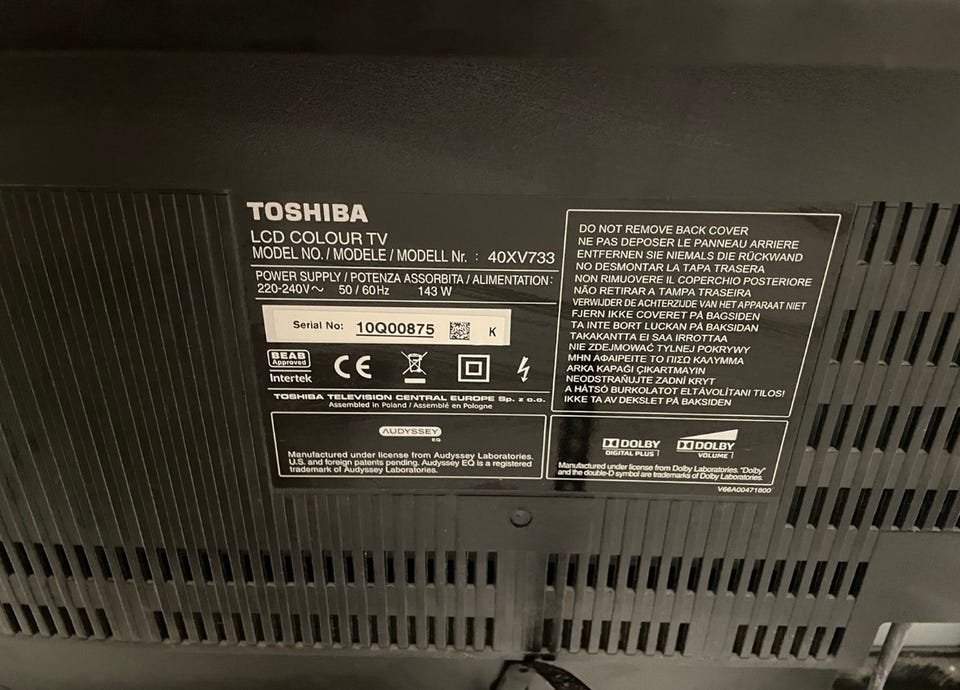 TOSHIBA
LCD COLOUR TV
MODEL NO. / MODELE / MODELL Nr. : 40XV733
POWER SUPPLY / POTENZA ASSORBITA / ALIMENTATION:
220-240V～ 50 / 60 Hz 143 W
Serial No: 10Q00875 K
BEAB
Approved
Intertek
CE
TOSHIBA TELEVISION CENTRAL EUROPE Sp. z o.o.
Assembled in Poland / Assemblé en Pologne
AUDYSSEY
EQ
Manufactured under license from Audyssey Laboratories.
U.S. and foreign patents pending. Audyssey EQ is a registered
trademark of Audyssey Laboratories.
DO NOT REMOVE BACK COVER
NE PAS DEPOSER LE PANNEAU ARRIERE
ENTFERNEN SIE NIEMALS DIE RÜCKWAND
NO DESMONTAR LA TAPA TRASERA
NON RIMUOVERE IL COPERCHIO POSTERIORE
NÃO RETIRAR A TAMPA TRASEIRA
VERWIJDER DE ACHTERZIJDE VAN HET APPARAAT NIET
FJERN IKKE COVERET PÅ BAGSIDEN
TA INTE BORT LUCKAN PÅ BAKSIDAN
TAKAKANTTA EI SAA IRROTTAA
NIE ZDEJMOWAĆ TYLNEJ POKRYWY
ΜΗΝ ΑΦΑΙΡΕΙΤΕ ΤΟ ΠΙΣΩ ΚΑΛΥΜΜΑ
ARKA KAPAĞI ÇIKARTMAYIN
NEODSTRAŇUJTE ZADNÍ KRYT
A HÁTSÓ BURKOLATOT ELTÁVOLÍTANI TILOS!
IKKE TA AV DEKSLET PÅ BAKSIDEN
DOLBY
DIGITAL PLUS
DOLBY
VOLUME
Manufactured under license from Dolby Laboratories. "Dolby"
and the double-D symbol are trademarks of Dolby Laboratories.
V66A00471800